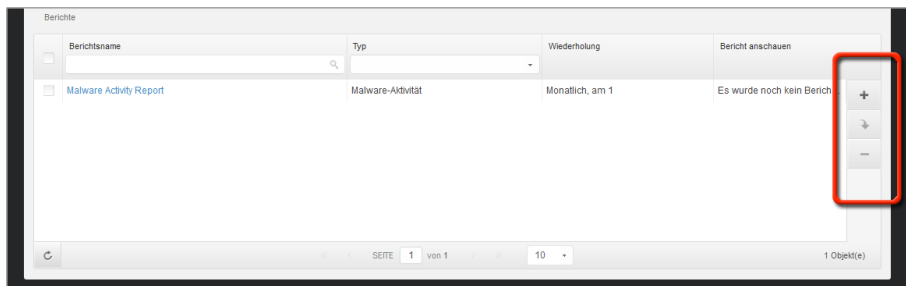 Berichte
Berichtsname Typ Wiederholung Bericht anschauen
Malware Activity Report Malware-Aktivität Monatlich, am 1 Es wurde noch kein Berich...
SEITE 1 von 1 10 1 Objekt(e)